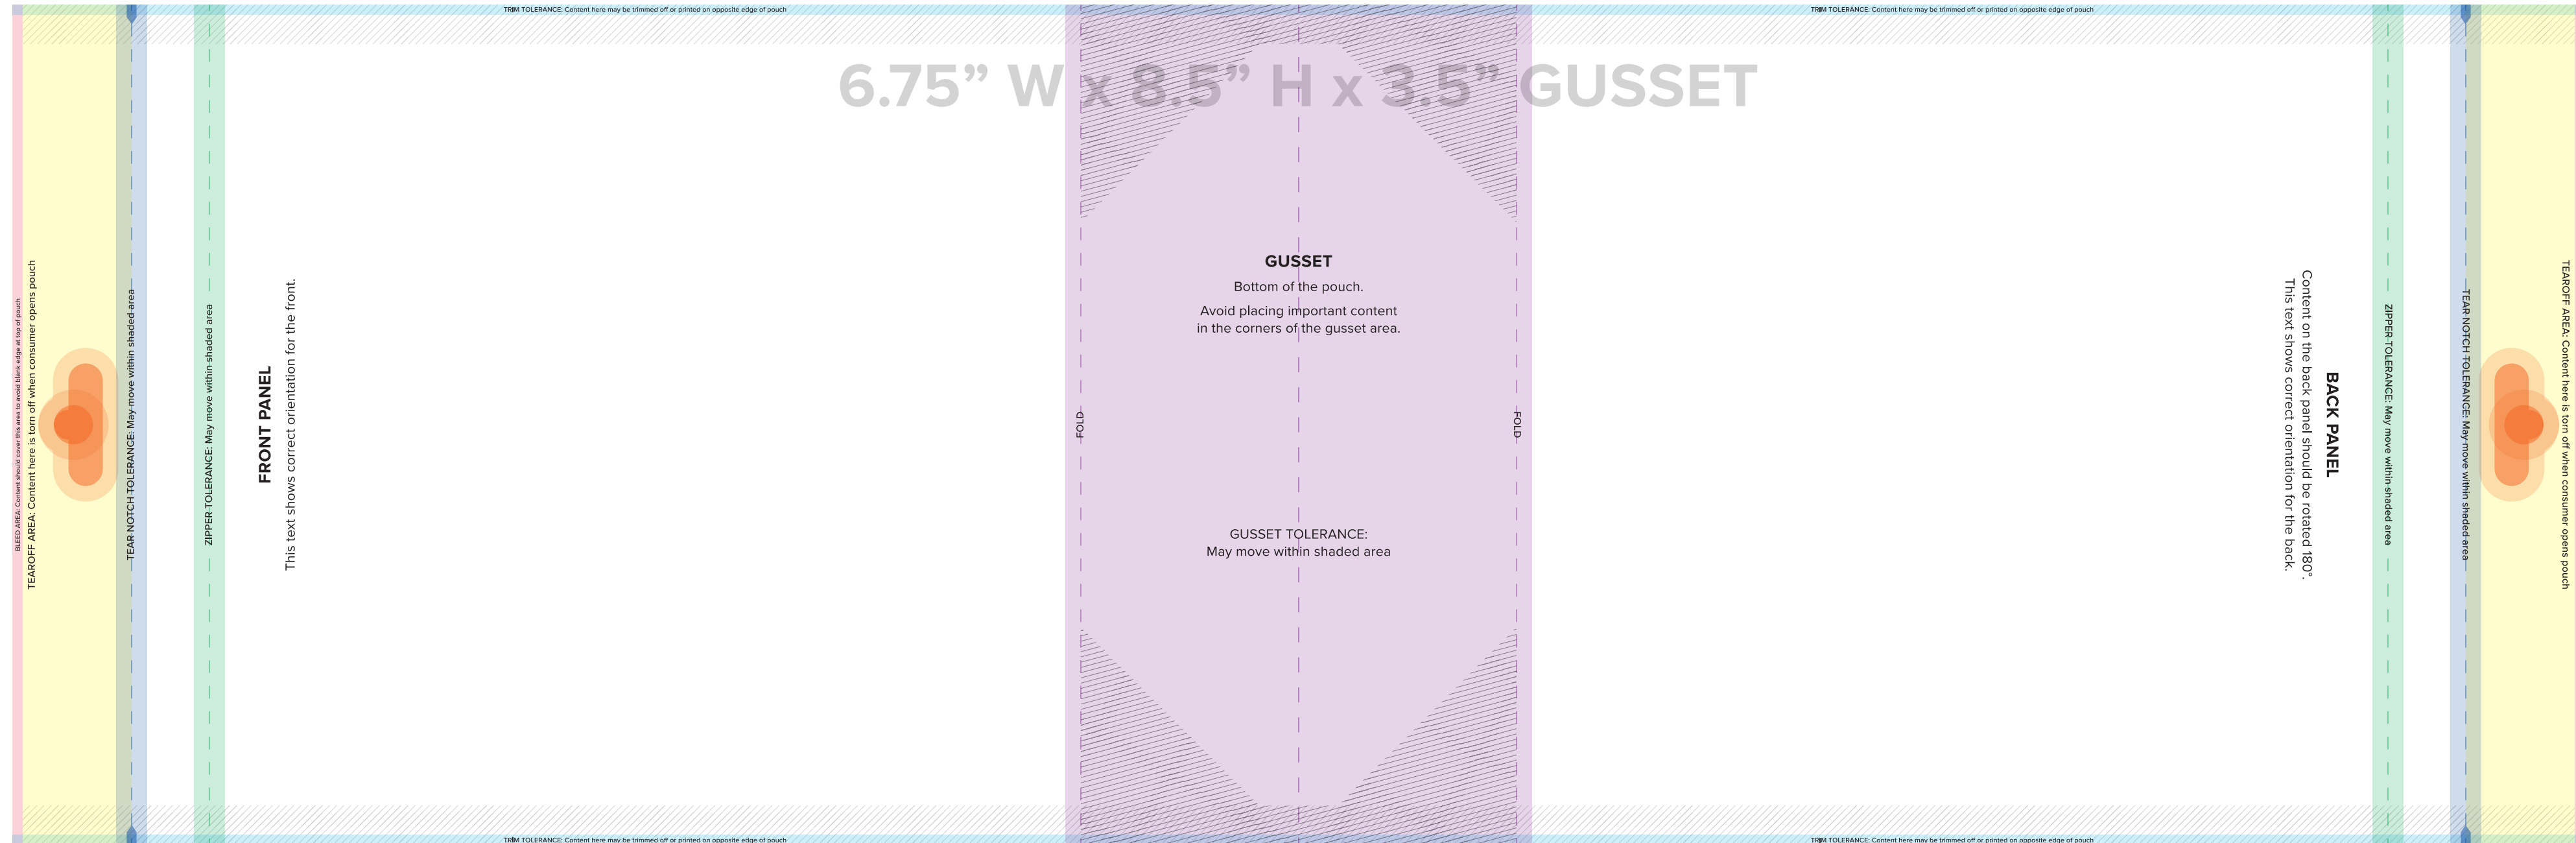 TRIM TOLERANCE: Content here may be trimmed off or printed on opposite edge of pouch
TRIM TOLERANCE: Content here may be trimmed off or printed on opposite edge of pouch
6.75” W x 8.5” H x 3.5” GUSSET
BLEED AREA: Content should cover this area to avoid blank edge at top of pouch
TEAROFF AREA: Content here is torn off when consumer opens pouch
TEAR NOTCH TOLERANCE: May move within shaded area
ZIPPER TOLERANCE: May move within shaded area
FRONT PANEL
This text shows correct orientation for the front.
FOLD
GUSSET
Bottom of the pouch.
Avoid placing important content
in the corners of the gusset area.
GUSSET TOLERANCE:
May move within shaded area
FOLD
BACK PANEL
Content on the back panel should be rotated 180°.
This text shows correct orientation for the back.
ZIPPER TOLERANCE: May move within shaded area
TEAR NOTCH TOLERANCE: May move within shaded area
TEAROFF AREA: Content here is torn off when consumer opens pouch
TRIM TOLERANCE: Content here may be trimmed off or printed on opposite edge of pouch
TRIM TOLERANCE: Content here may be trimmed off or printed on opposite edge of pouch